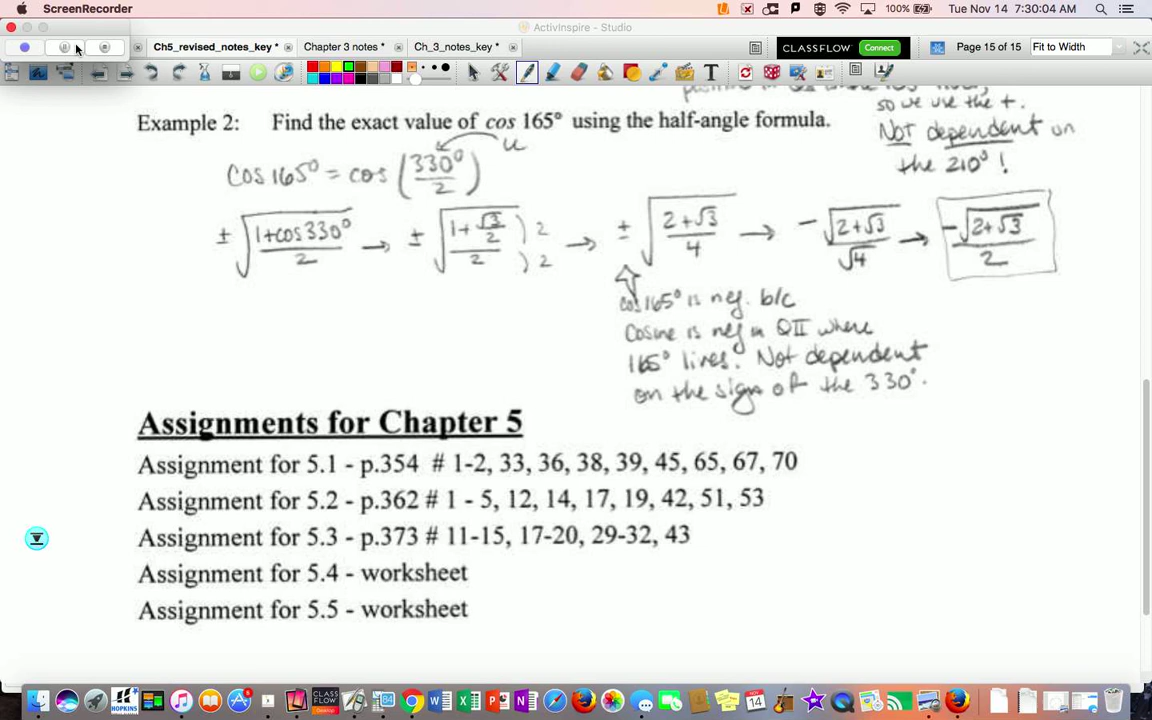 ScreenRecorder
100%
Tue Nov 14 7:30:04 AM
ActivInspire - Studio
Ch5_revised_notes_key *
Chapter 3 notes *
Ch_3_notes_key *
CLASSFLOW Connect
Page 15 of 15
Fit to Width
so we use the +.
Not dependent on
the 210° !
Example 2: Find the exact value of cos 165° using the half-angle formula.
u
cos 165° = cos (330°/2)
± √(1+cos330°/2) → ± √(1+√3/2 / 2) )2 )2 → ± √(2+√3/4) → -√2+√3/√4 → -√2+√3/2
cos 165° is neg. b/c
Cosine is neg in QII where
165° lives. Not dependent
on the sign of the 330°.
Assignments for Chapter 5
Assignment for 5.1 - p.354 # 1-2, 33, 36, 38, 39, 45, 65, 67, 70
Assignment for 5.2 - p.362 # 1 - 5, 12, 14, 17, 19, 42, 51, 53
Assignment for 5.3 - p.373 # 11-15, 17-20, 29-32, 43
Assignment for 5.4 - worksheet
Assignment for 5.5 - worksheet
HOPKINS
CLASS
FLOW